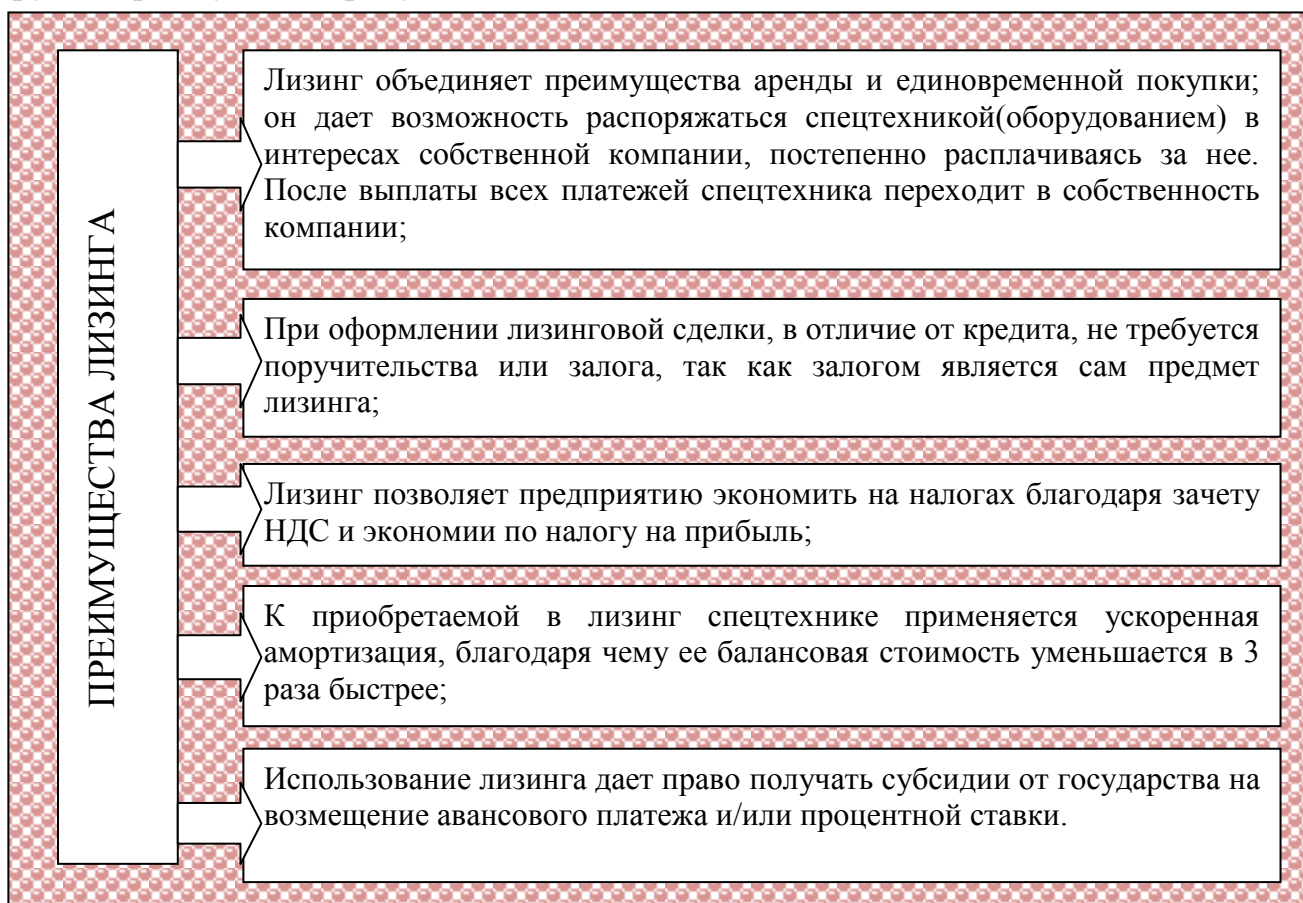 ПРЕИМУЩЕСТВА ЛИЗИНГА
Лизинг объединяет преимущества аренды и единовременной покупки;
он дает возможность распоряжаться спецтехникой(оборудованием) в
интересах собственной компании, постепенно расплачиваясь за нее.
После выплаты всех платежей спецтехника переходит в собственность
компании;
При оформлении лизинговой сделки, в отличие от кредита, не требуется
поручительства или залога, так как залогом является сам предмет
лизинга;
Лизинг позволяет предприятию экономить на налогах благодаря зачету
НДС и экономии по налогу на прибыль;
К приобретаемой в лизинг спецтехнике применяется ускоренная
амортизация, благодаря чему ее балансовая стоимость уменьшается в 3
раза быстрее;
Использование лизинга дает право получать субсидии от государства на
возмещение авансового платежа и/или процентной ставки.